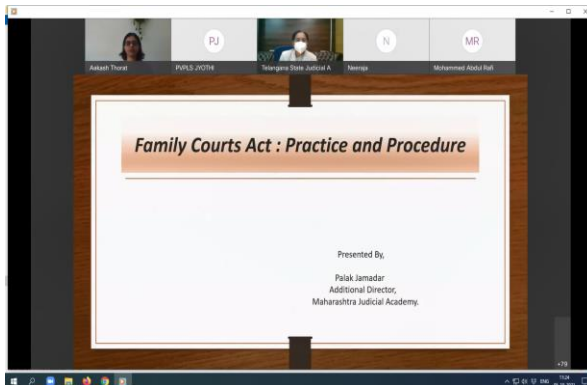 PJ
N
MR
Aakash Thorat
PVPLS JYOTHI
Telangana State Judicial A
Neeraja
Mohammed Abdul Rafi
Family Courts Act : Practice and Procedure
Presented By,
Palak Jamadar
Additional Director,
Maharashtra Judicial Academy.
+79
ENG